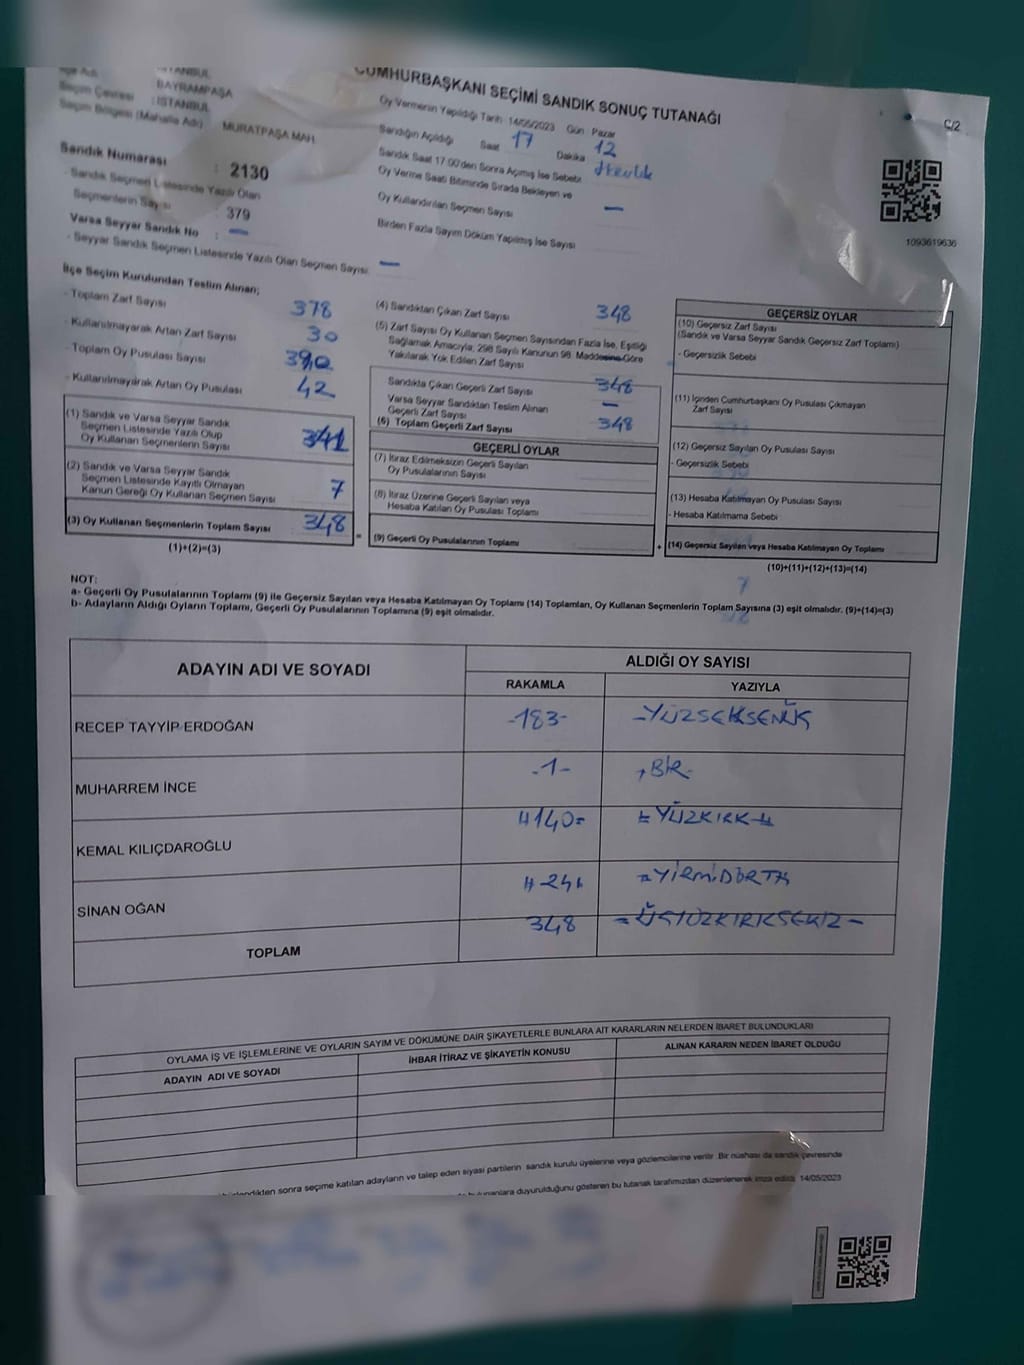 CUMHURBAŞKANI SEÇİMİ SANDIK SONUÇ TUTANAĞI
C/2
İSTANBUL
BAYRAMPAŞA
Seçim Çevresi : İSTANBUL
Seçim Bölgesi (Mahalle Adı) MURATPAŞA MAH.
Sandık Numarası : 2130
- Sandık Seçmen Listesinde Yazılı Olan
Seçmenlerin Sayısı : 379
Varsa Seyyar Sandık No : —
- Seyyar Sandık Seçmen Listesinde Yazılı Olan Seçmen Sayısı —
Oy Vermenin Yapıldığı Tarih 14/05/2023 Gün Pazar
Sandığın Açıldığı Saat 17 Dakika 12
Sandık Saat 17.00'den Sonra Açılmış İse Sebebi
Oy Verme Saati Bitiminde Sırada Bekleyen ve
Oy Kullandırılan Seçmen Sayısı —
Birden Fazla Sayım Döküm Yapılmış İse Sayısı
1093619636
İlçe Seçim Kurulundan Teslim Alınan;
- Toplam Zarf Sayısı 378
- Kullanılmayarak Artan Zarf Sayısı 30
- Toplam Oy Pusulası Sayısı 390
- Kullanılmayarak Artan Oy Pusulası 42
(1) Sandık ve Varsa Seyyar Sandık
Seçmen Listesinde Yazılı Olup
Oy Kullanan Seçmenlerin Sayısı 341
(2) Sandık ve Varsa Seyyar Sandık
Seçmen Listesinde Kayıtlı Olmayan
Kanun Gereği Oy Kullanan Seçmen Sayısı 7
(3) Oy Kullanan Seçmenlerin Toplam Sayısı 348
(1)+(2)=(3)
(4) Sandıktan Çıkan Zarf Sayısı 348
(5) Zarf Sayısı Oy Kullanan Seçmen Sayısından Fazla İse, Eşitliği
Sağlamak Amacıyla, 298 Sayılı Kanunun 98. Maddesine Göre
Yakılarak Yok Edilen Zarf Sayısı
Sandıkta Çıkan Geçerli Zarf Sayısı 348
Varsa Seyyar Sandıktan Teslim Alınan
Geçerli Zarf Sayısı —
(6) Toplam Geçerli Zarf Sayısı 348
GEÇERLİ OYLAR
(7) İtiraz Edilmeksizin Geçerli Sayılan
Oy Pusulalarının Sayısı
(8) İtiraz Üzerine Geçerli Sayılan veya
Hesaba Katılan Oy Pusulası Toplamı
= (9) Geçerli Oy Pusulalarının Toplamı
GEÇERSİZ OYLAR
(10) Geçersiz Zarf Sayısı
(Sandık ve Varsa Seyyar Sandık Geçersiz Zarf Toplamı)
- Geçersizlik Sebebi
(11) İçinden Cumhurbaşkanı Oy Pusulası Çıkmayan
Zarf Sayısı
(12) Geçersiz Sayılan Oy Pusulası Sayısı
- Geçersizlik Sebebi
(13) Hesaba Katılmayan Oy Pusulası Sayısı
- Hesaba Katılmama Sebebi
+ (14) Geçersiz Sayılan veya Hesaba Katılmayan Oy Toplamı
(10)+(11)+(12)+(13)=(14)
NOT:
a- Geçerli Oy Pusulalarının Toplamı (9) ile Geçersiz Sayılan veya Hesaba Katılmayan Oy Toplamı (14) Toplamları, Oy Kullanan Seçmenlerin Toplam Sayısına (3) eşit olmalıdır. (9)+(14)=(3)
b- Adayların Aldığı Oyların Toplamı, Geçerli Oy Pusulalarının Toplamına (9) eşit olmalıdır.
ADAYIN ADI VE SOYADI
ALDIĞI OY SAYISI
RAKAMLA YAZIYLA
RECEP TAYYİP ERDOĞAN -183-
MUHARREM İNCE -1- BİR-
KEMAL KILIÇDAROĞLU 140= YÜZKIRK
SİNAN OĞAN 24 YİRMİDÖRT
TOPLAM 348 =ÜÇYÜZKIRKSEKİZ-
OYLAMA İŞ VE İŞLEMLERİNE VE OYLARIN SAYIM VE DÖKÜMÜNE DAİR ŞİKAYETLERLE BUNLARA AİT KARARLARIN NELERDEN İBARET BULUNDUKLARI
ADAYIN ADI VE SOYADI İHBAR İTİRAZ VE ŞİKAYETİN KONUSU ALINAN KARARIN NEDEN İBARET OLDUĞU
sonra seçime katılan adayların ve talep eden siyasi partilerin sandık kurulu üyelerine veya gözlemcilerine verilir. Bir nüshası da sandık çevresinde
duyurulduğunu gösteren bu tutanak tarafımızdan düzenlenerek imza edildi. 14/05/2023